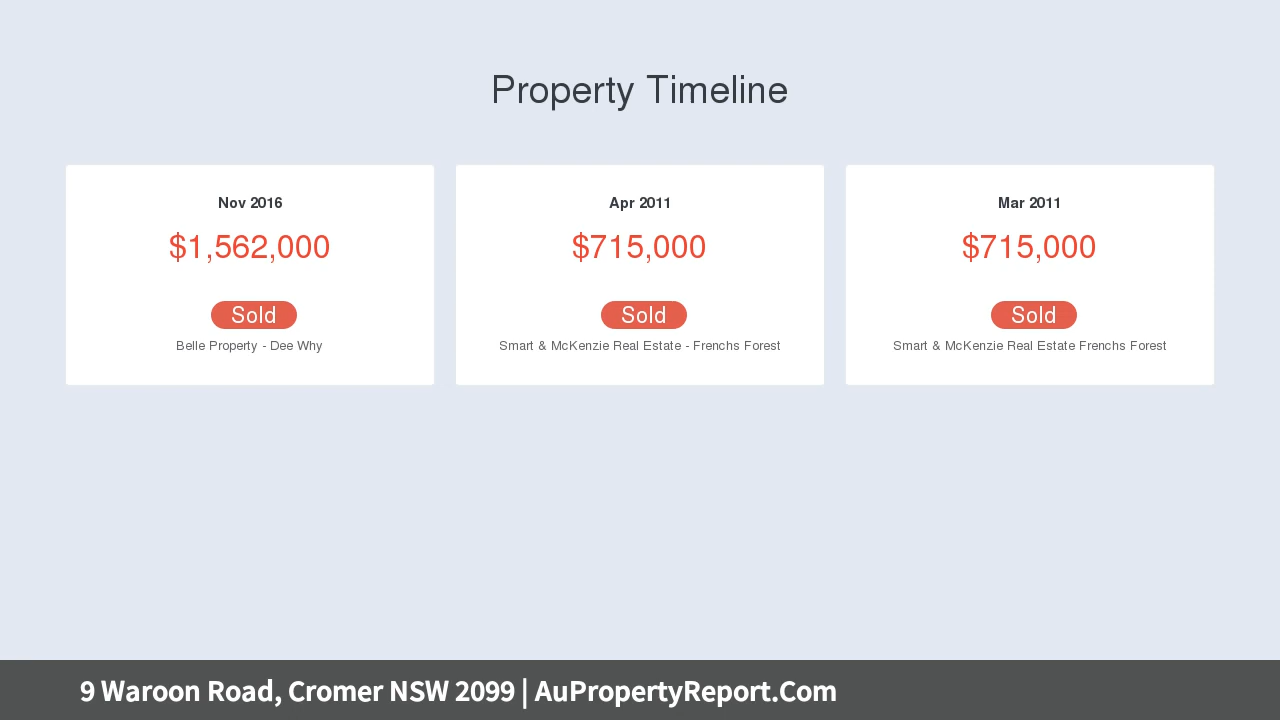 Property Timeline
Nov 2016
$1,562,000
Sold
Belle Property - Dee Why
Apr 2011
$715,000
Sold
Smart & McKenzie Real Estate - Frenchs Forest
Mar 2011
$715,000
Sold
Smart & McKenzie Real Estate Frenchs Forest
9 Waroon Road, Cromer NSW 2099 | AuPropertyReport.Com